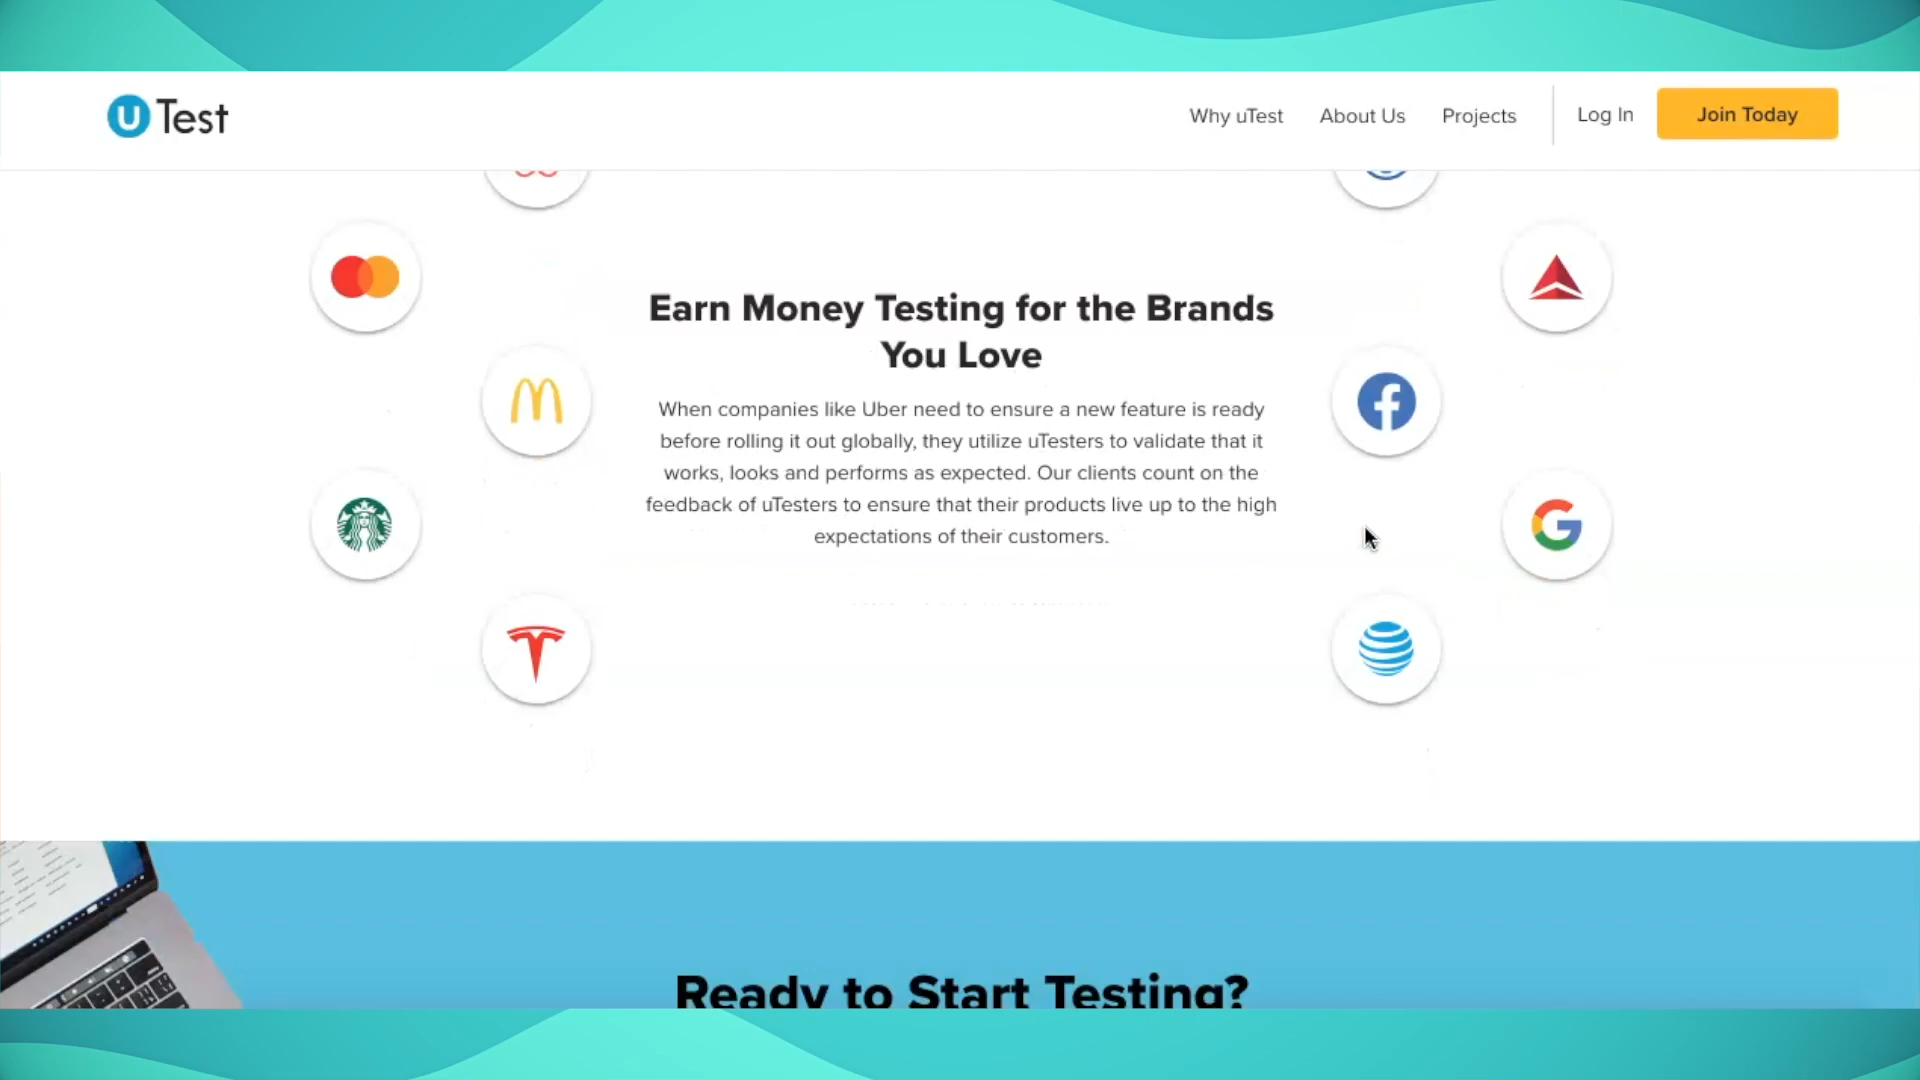 u Test
Why uTest
About Us
Projects
Log In
Join Today
Earn Money Testing for the Brands
You Love
When companies like Uber need to ensure a new feature is ready
before rolling it out globally, they utilize uTesters to validate that it
works, looks and performs as expected. Our clients count on the
feedback of uTesters to ensure that their products live up to the high
expectations of their customers.
Ready to Start Testing?